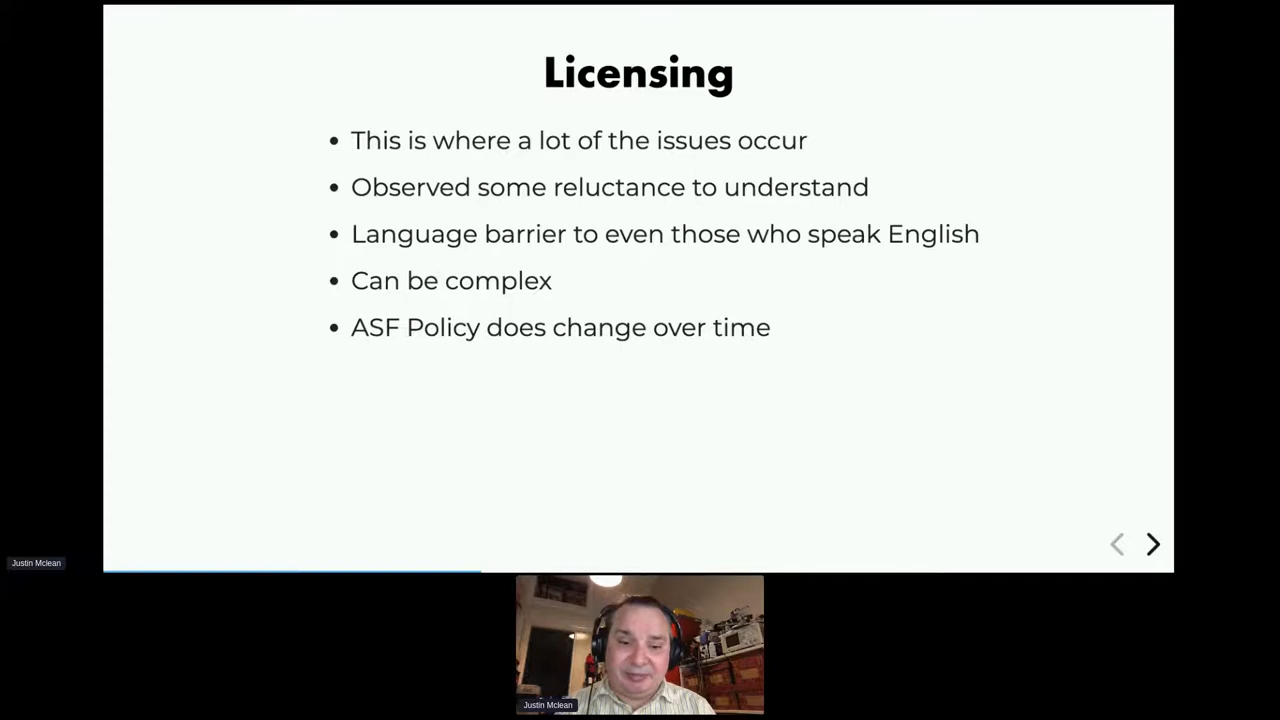 Licensing
This is where a lot of the issues occur
Observed some reluctance to understand
Language barrier to even those who speak English
Can be complex
ASF Policy does change over time
Justin Mclean
Justin Mclean